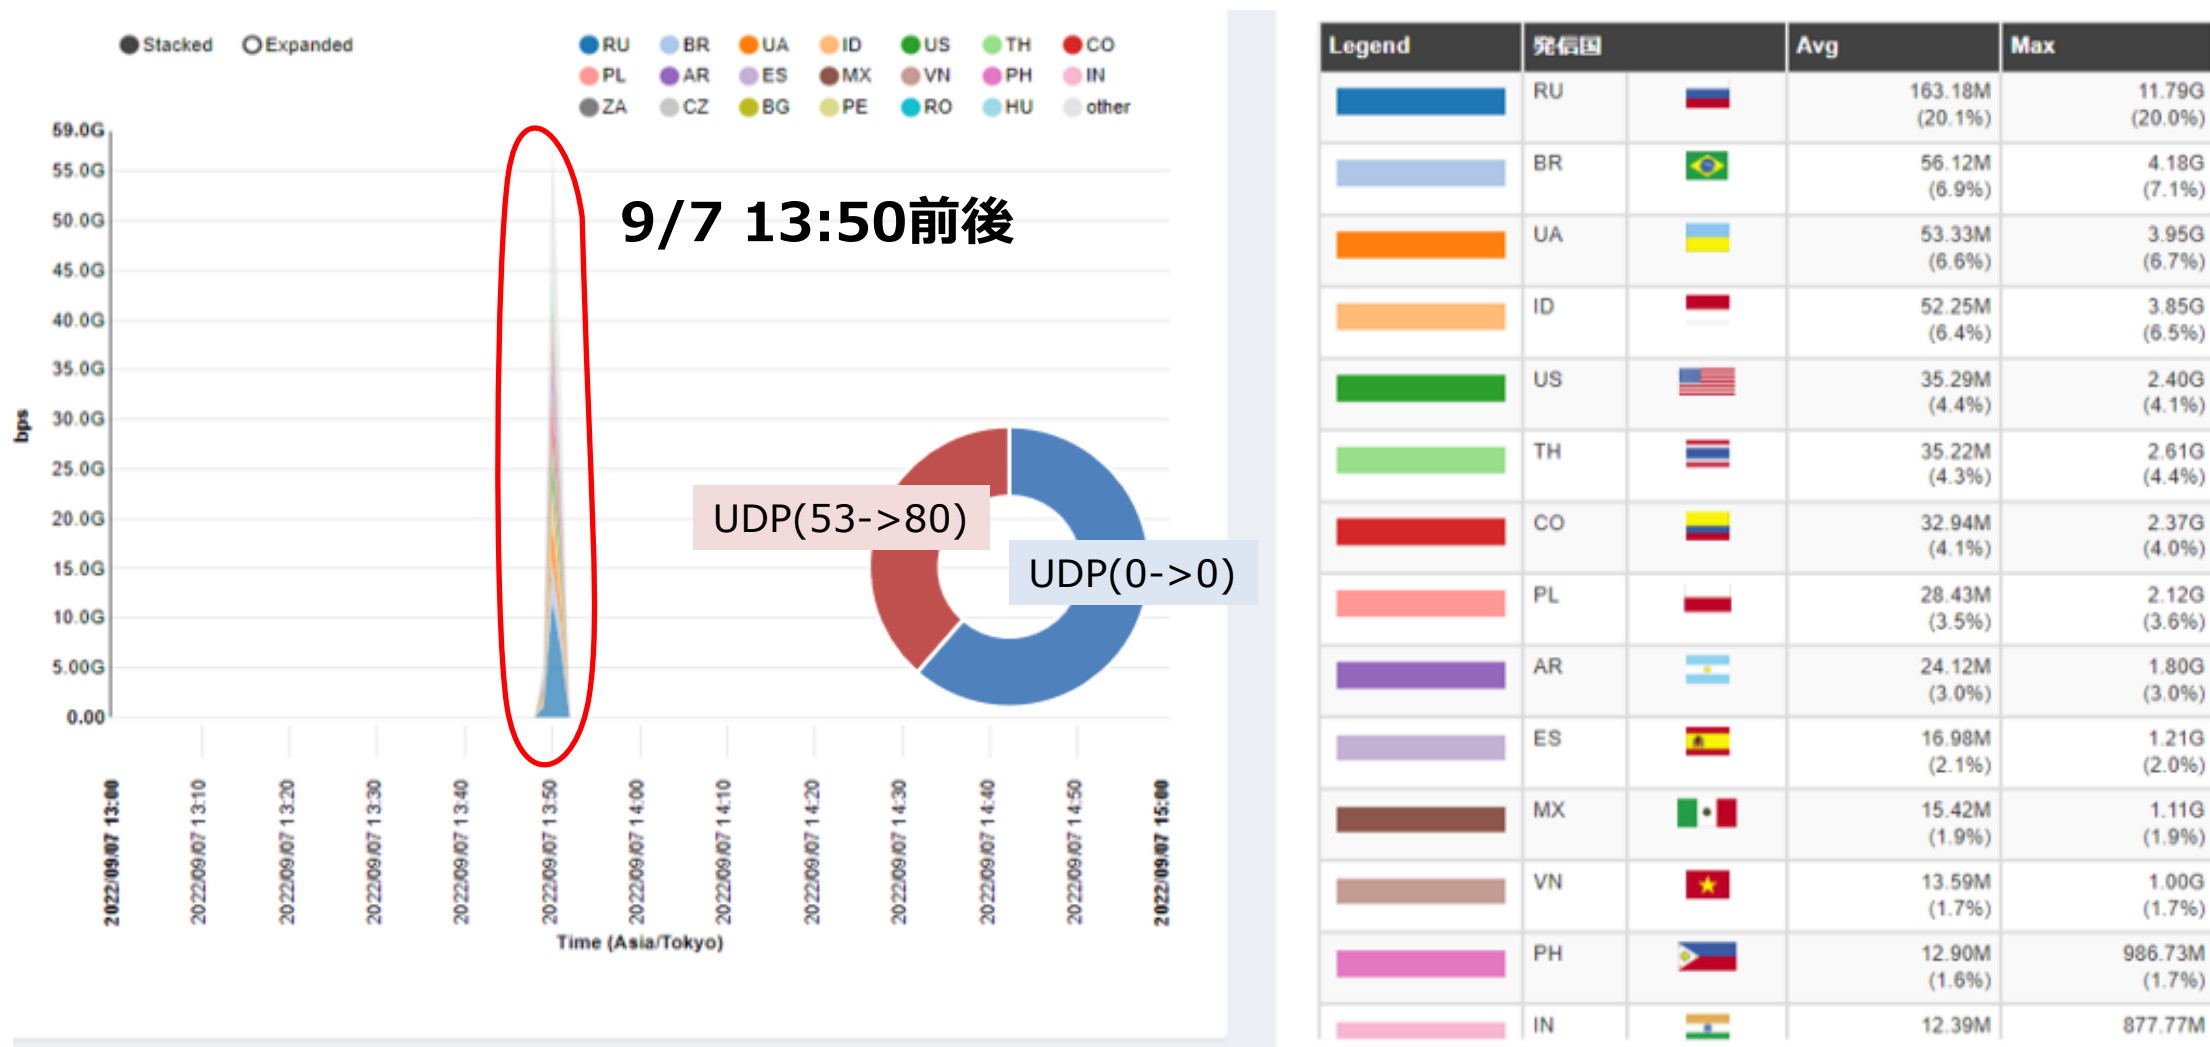 Stacked Expanded
RU BR UA ID US TH CO
PL AR ES MX VN PH IN
ZA CZ BG PE RO HU other
59.0G
55.0G
50.0G
45.0G
40.0G
35.0G
30.0G
25.0G
20.0G
15.0G
10.0G
5.00G
0.00
bps
9/7 13:50前後
UDP(53->80)
UDP(0->0)
2022/09/07 13:00
2022/09/07 13:10
2022/09/07 13:20
2022/09/07 13:30
2022/09/07 13:40
2022/09/07 13:50
2022/09/07 14:00
2022/09/07 14:10
2022/09/07 14:20
2022/09/07 14:30
2022/09/07 14:40
2022/09/07 14:50
2022/09/07 15:00
Time (Asia/Tokyo)
Legend 発信国 Avg Max
RU 163.18M 11.79G
(20.1%) (20.0%)
BR 56.12M 4.18G
(6.9%) (7.1%)
UA 53.33M 3.95G
(6.6%) (6.7%)
ID 52.25M 3.85G
(6.4%) (6.5%)
US 35.29M 2.40G
(4.4%) (4.1%)
TH 35.22M 2.61G
(4.3%) (4.4%)
CO 32.94M 2.37G
(4.1%) (4.0%)
PL 28.43M 2.12G
(3.5%) (3.6%)
AR 24.12M 1.80G
(3.0%) (3.0%)
ES 16.98M 1.21G
(2.1%) (2.0%)
MX 15.42M 1.11G
(1.9%) (1.9%)
VN 13.59M 1.00G
(1.7%) (1.7%)
PH 12.90M 986.73M
(1.6%) (1.7%)
IN 12.39M 877.77M